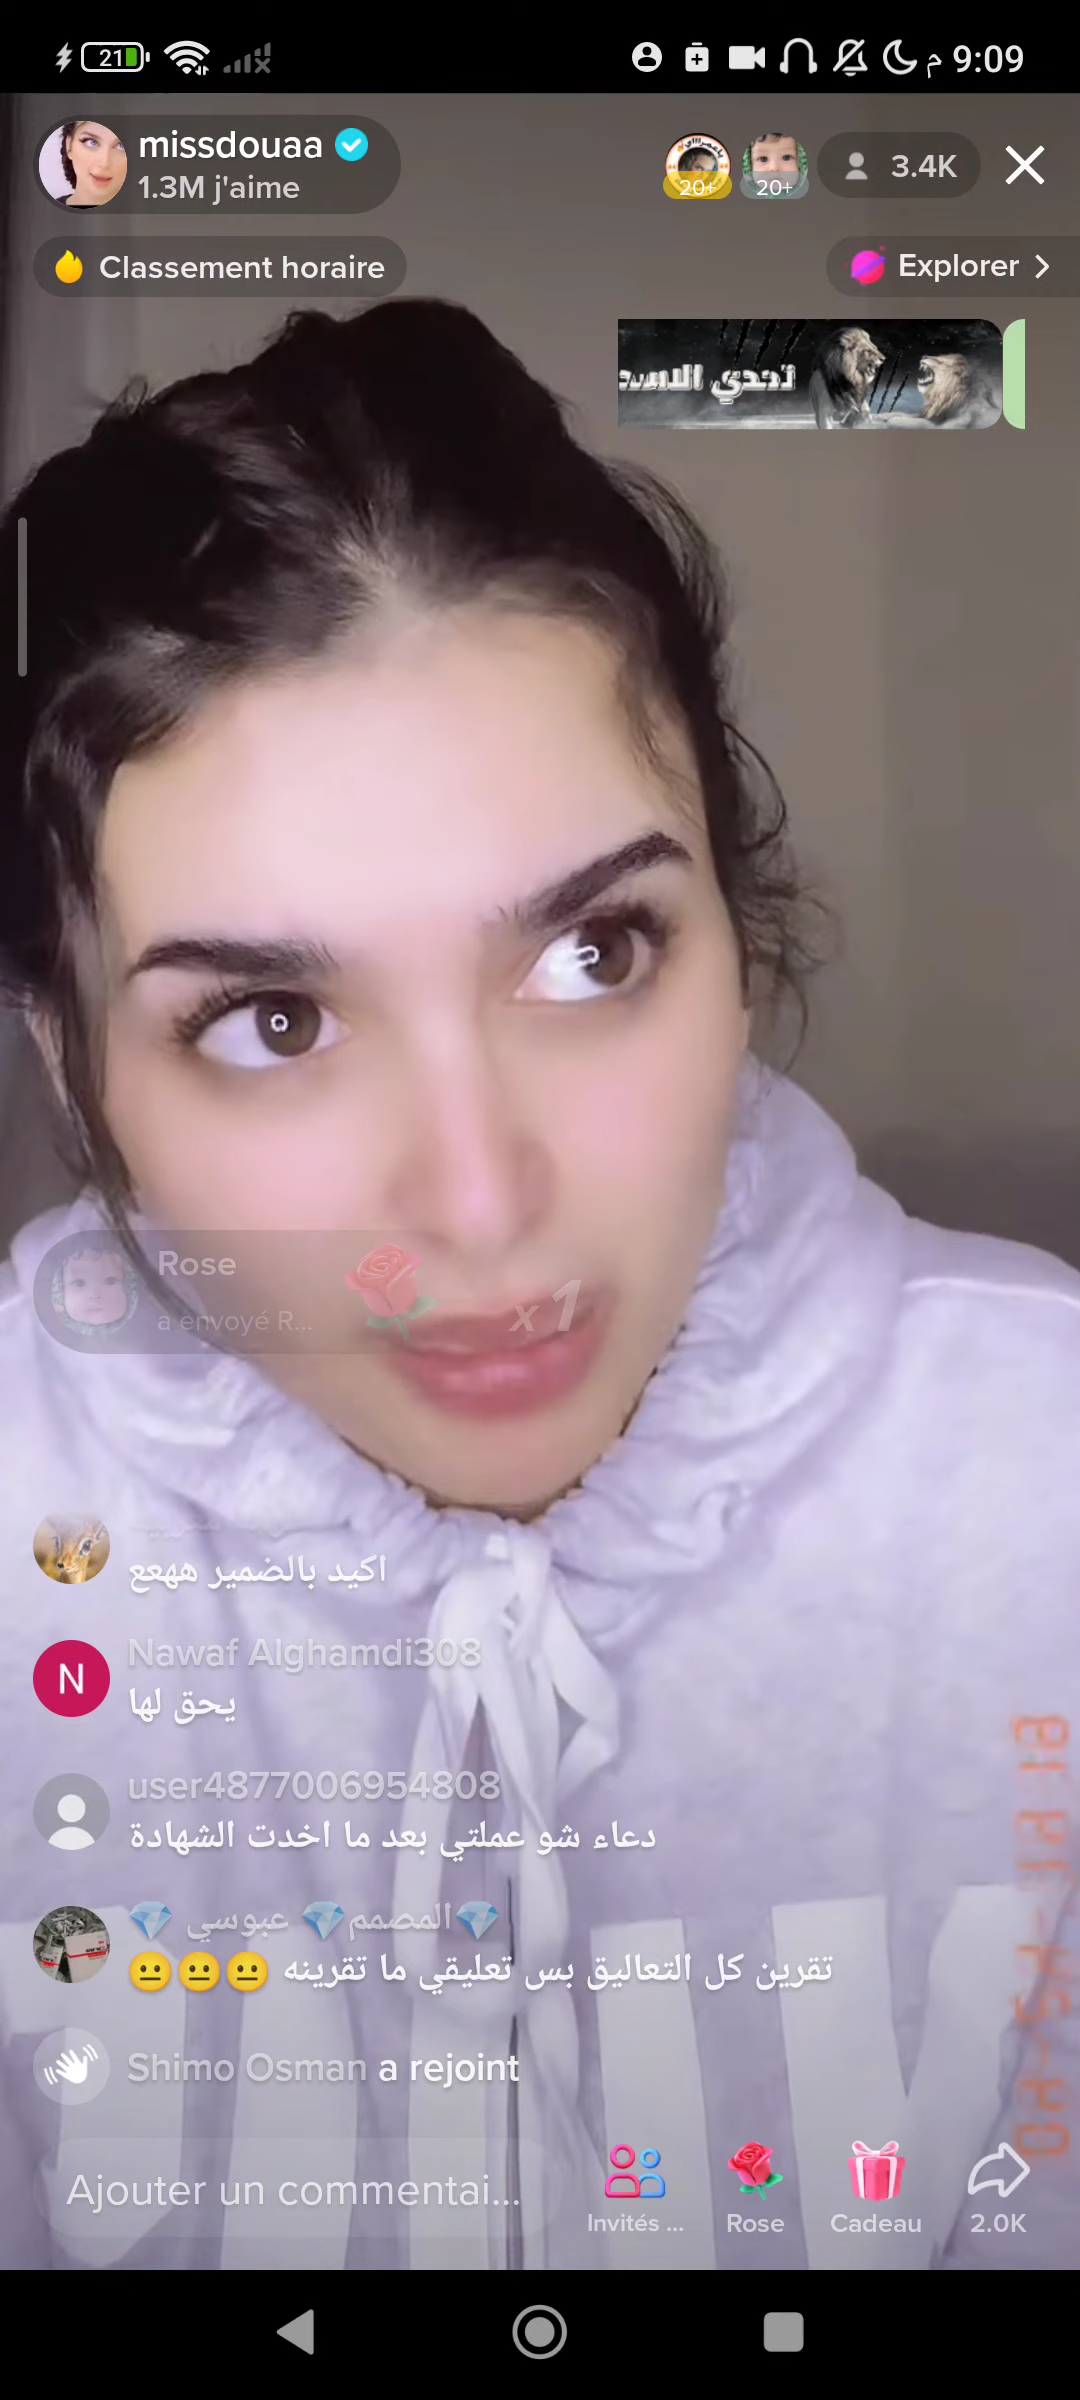 21
م 9:09
missdouaa
1.3M j'aime
20+
20+
3.4K
Classement horaire
Explorer
تحدي الاسد
Rose
a envoyé R...
x1
اكيد بالضمير ههعع
N
Nawaf Alghamdi308
يحق لها
user4877006954808
دعاء شو عملتي بعد ما اخدت الشهادة
💎المصمم💎 عبوسي 💎
تقرين كل التعاليق بس تعليقي ما تقرينه 😐😐😐
Shimo Osman a rejoint
Ajouter un commentai...
Invités ...
Rose
Cadeau
2.0K